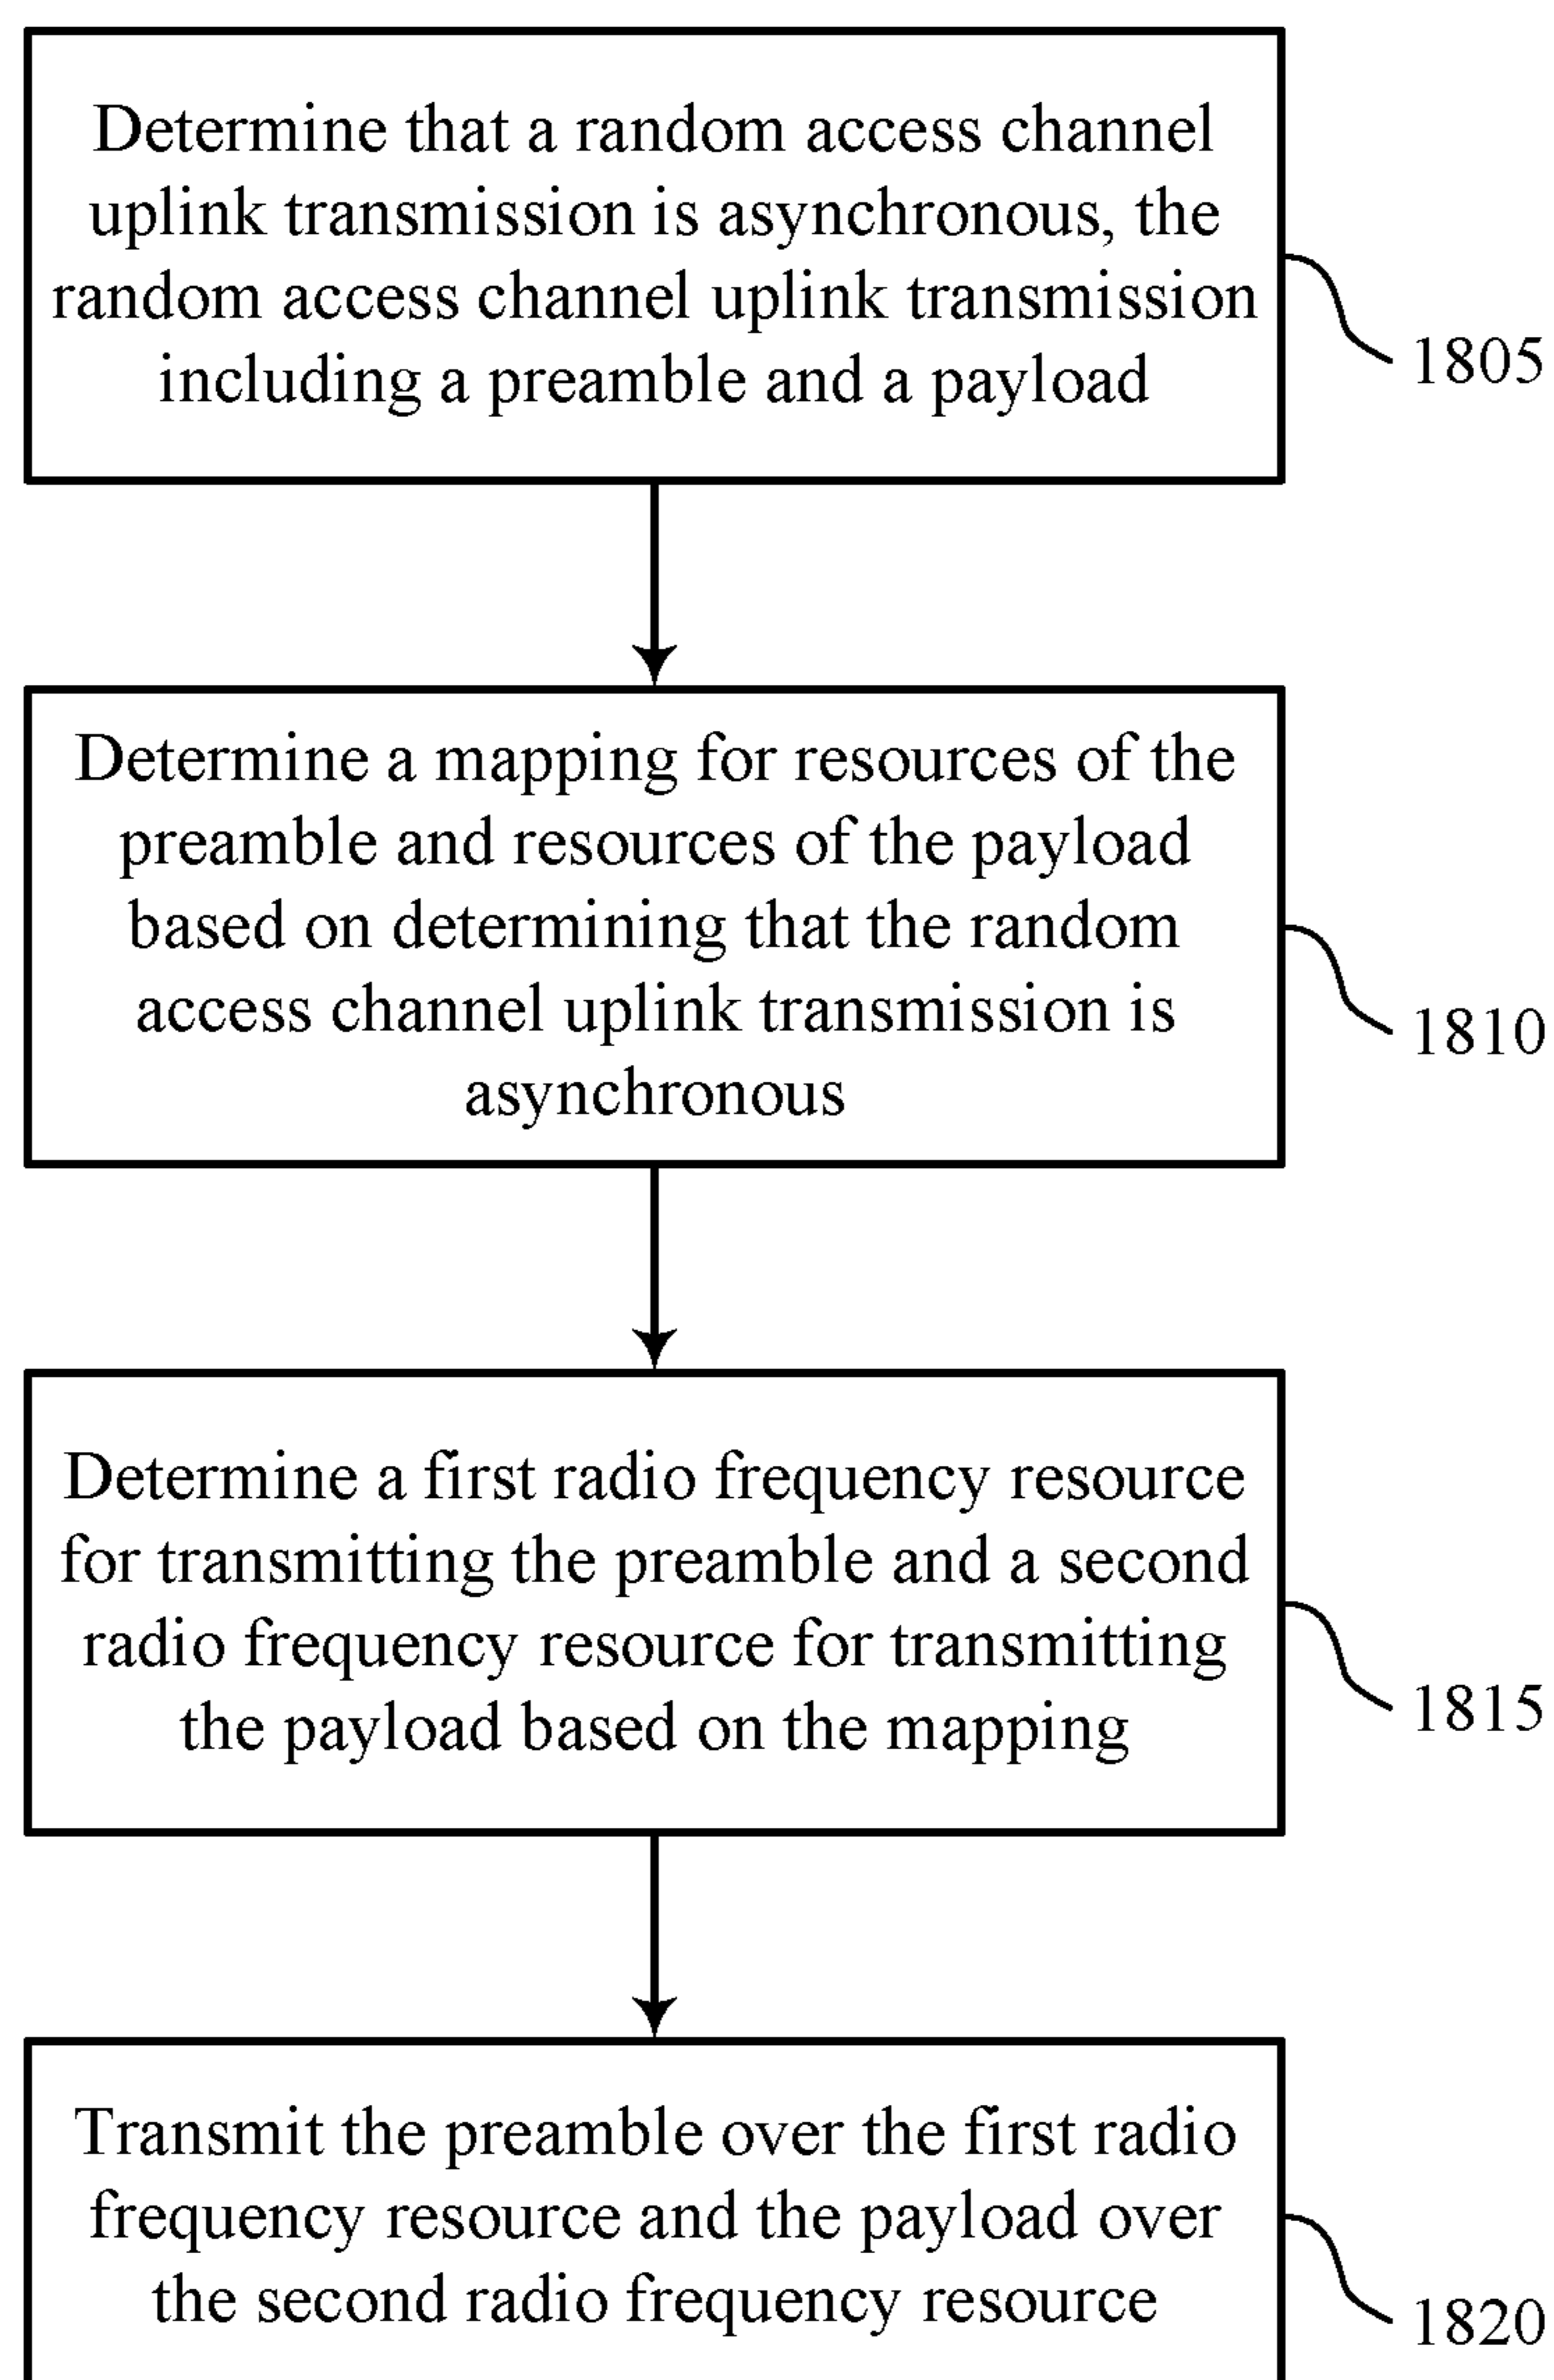 Determine that a random access channel
uplink transmission is asynchronous, the
random access channel uplink transmission
including a preamble and a payload
1805
Determine a mapping for resources of the
preamble and resources of the payload
based on determining that the random
access channel uplink transmission is
asynchronous
1810
Determine a first radio frequency resource
for transmitting the preamble and a second
radio frequency resource for transmitting
the payload based on the mapping
1815
Transmit the preamble over the first radio
frequency resource and the payload over
the second radio frequency resource
1820